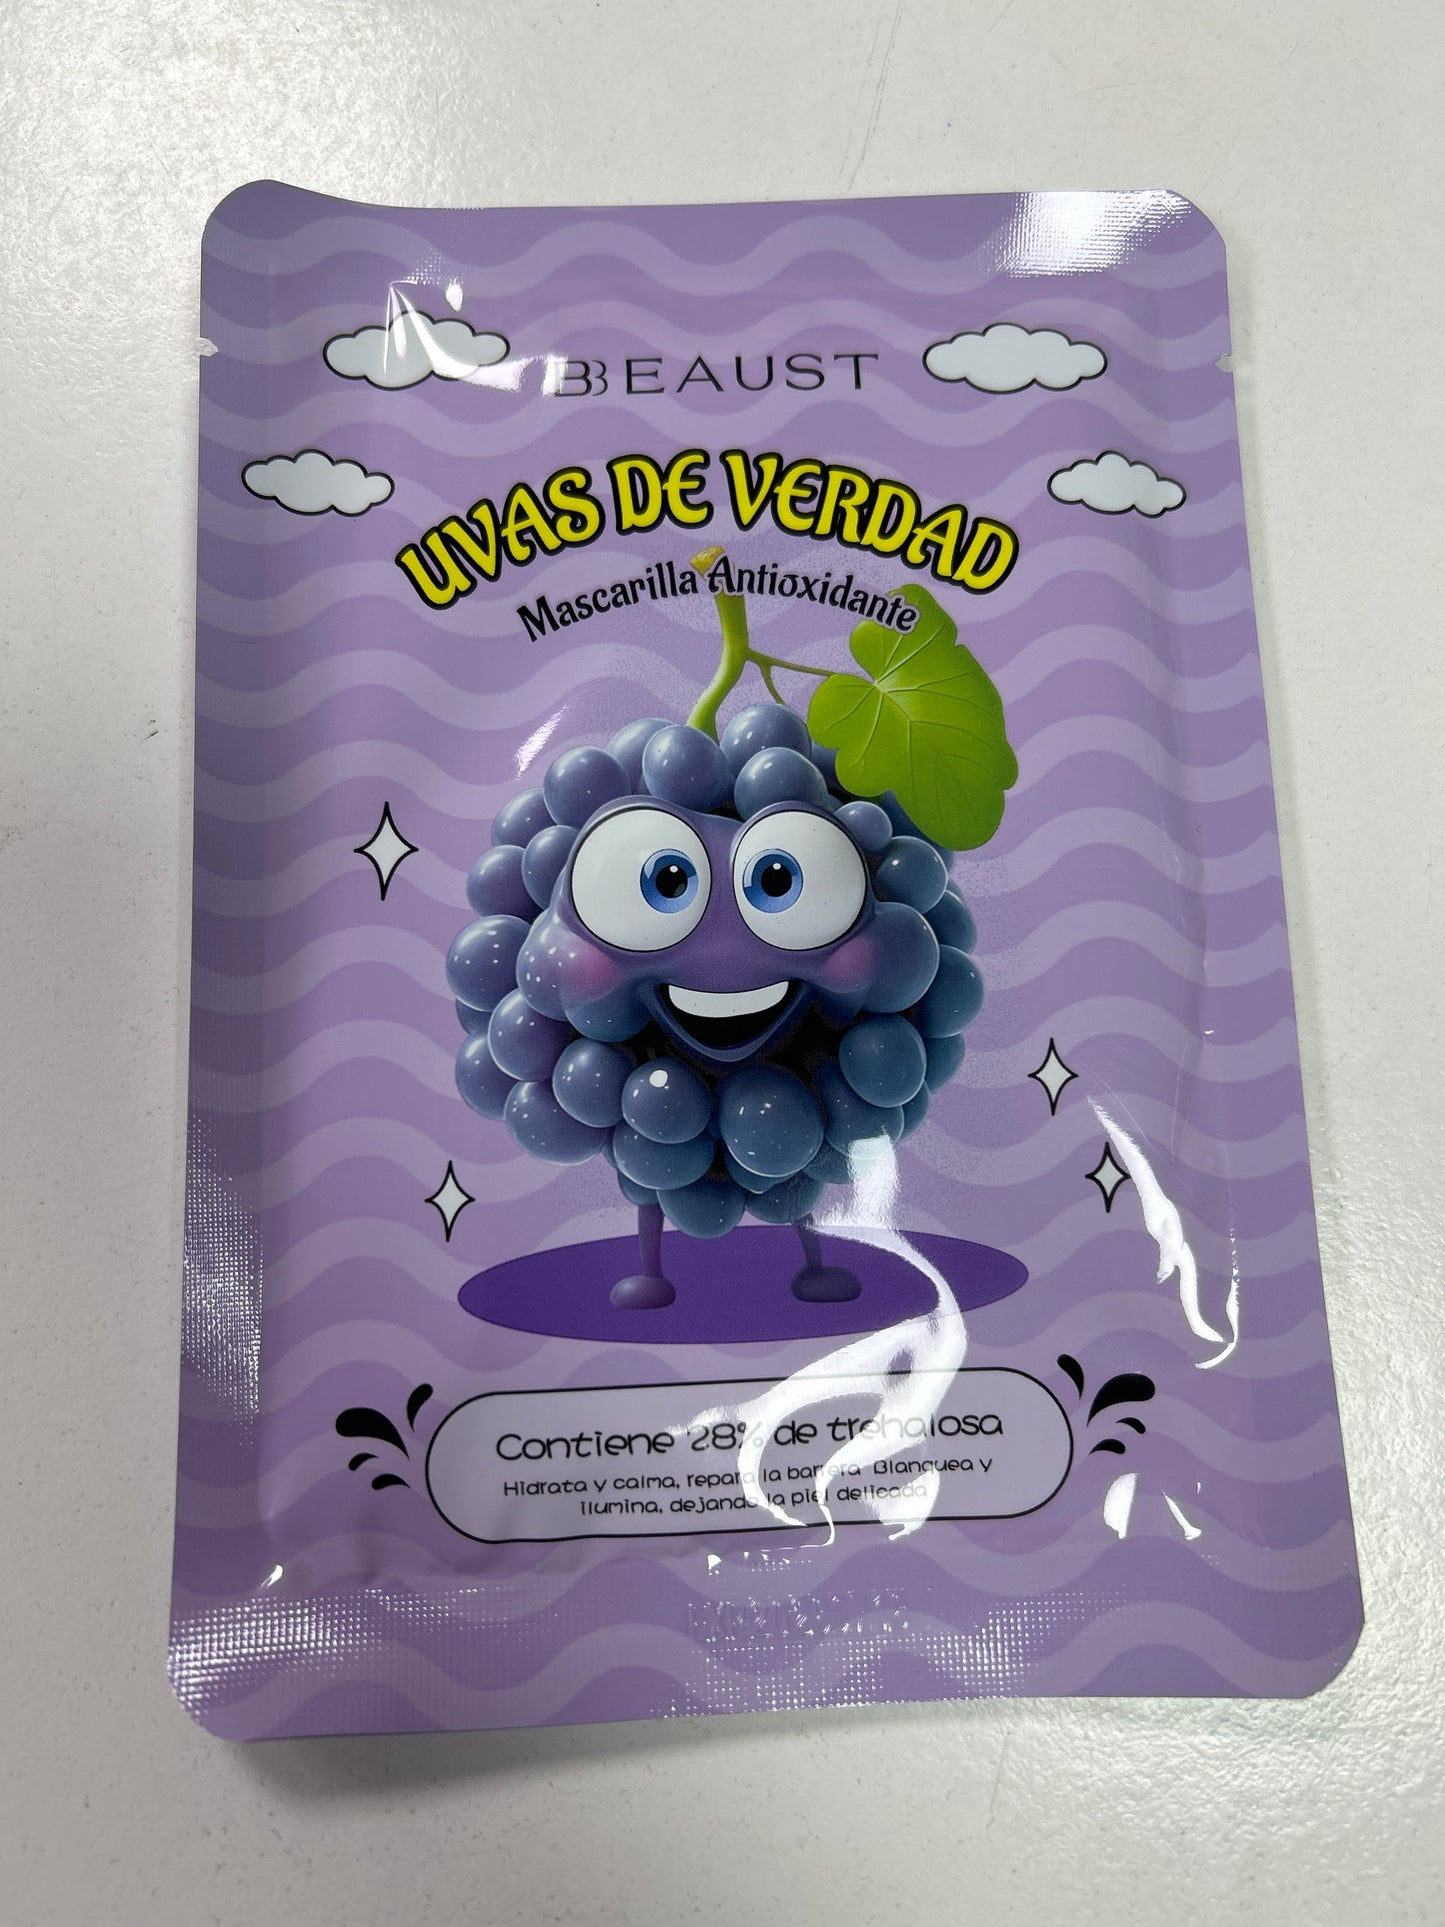 BEAUST
UVAS DE VERDAD
Mascarilla Antioxidante
Contiene 28% de trehalosa
Hidrata y calma, repara la barrera Blanquea y
ilumina, dejando la piel delicada